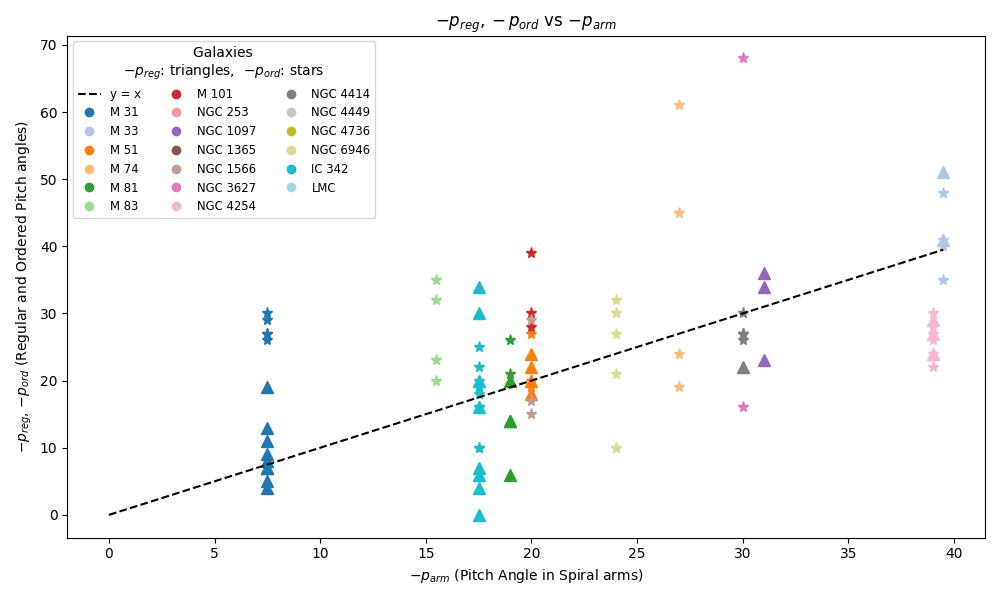 −p_reg, −p_ord vs −p_arm
Galaxies
−p_reg: triangles, −p_ord: stars
y = x
M 31
M 33
M 51
M 74
M 81
M 83
M 101
NGC 253
NGC 1097
NGC 1365
NGC 1566
NGC 3627
NGC 4254
NGC 4414
NGC 4449
NGC 4736
NGC 6946
IC 342
LMC
−p_reg, −p_ord (Regular and Ordered Pitch angles)
70
60
50
40
30
20
10
0
0 5 10 15 20 25 30 35 40
−p_arm (Pitch Angle in Spiral arms)